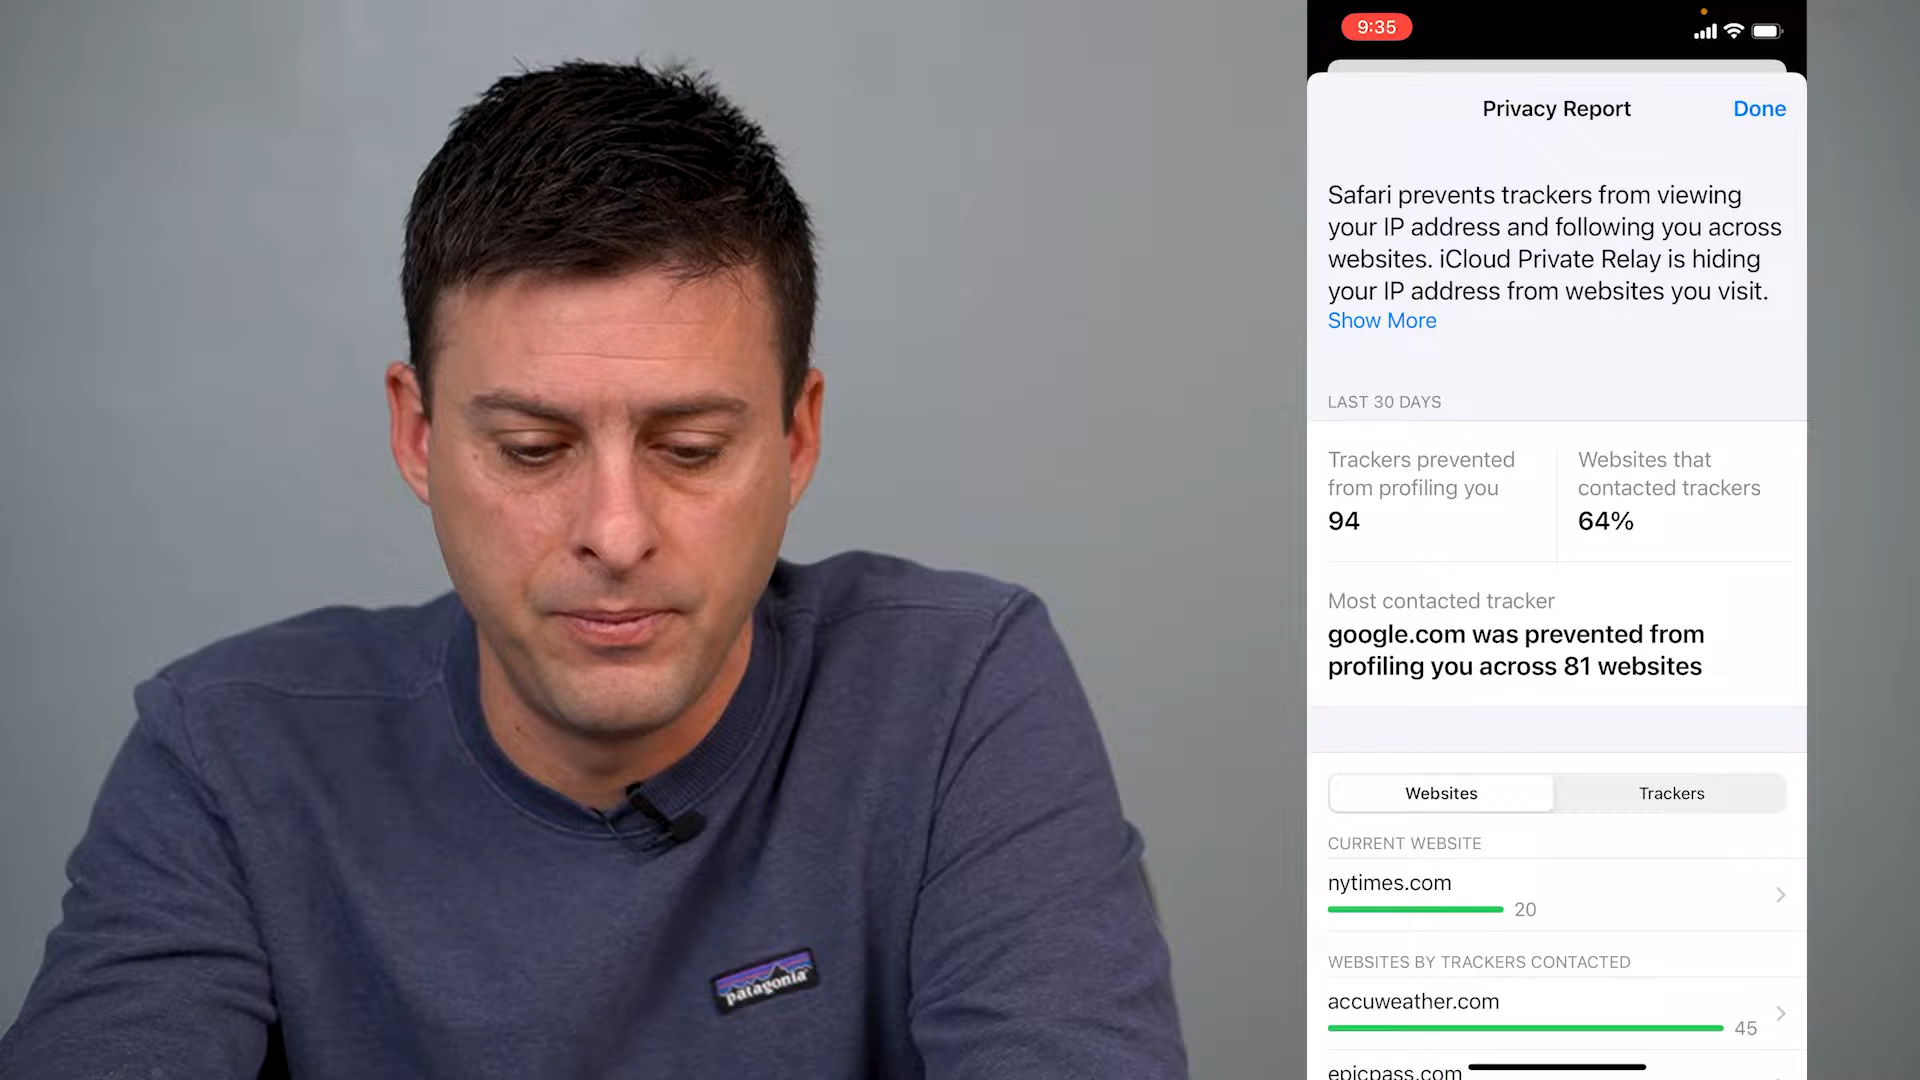 9:35
Privacy Report
Done
Safari prevents trackers from viewing
your IP address and following you across
websites. iCloud Private Relay is hiding
your IP address from websites you visit.
Show More
LAST 30 DAYS
Trackers prevented
from profiling you
94
Websites that
contacted trackers
64%
Most contacted tracker
google.com was prevented from
profiling you across 81 websites
Websites
Trackers
CURRENT WEBSITE
nytimes.com
20
WEBSITES BY TRACKERS CONTACTED
accuweather.com
45
epicpass.com
patagonia